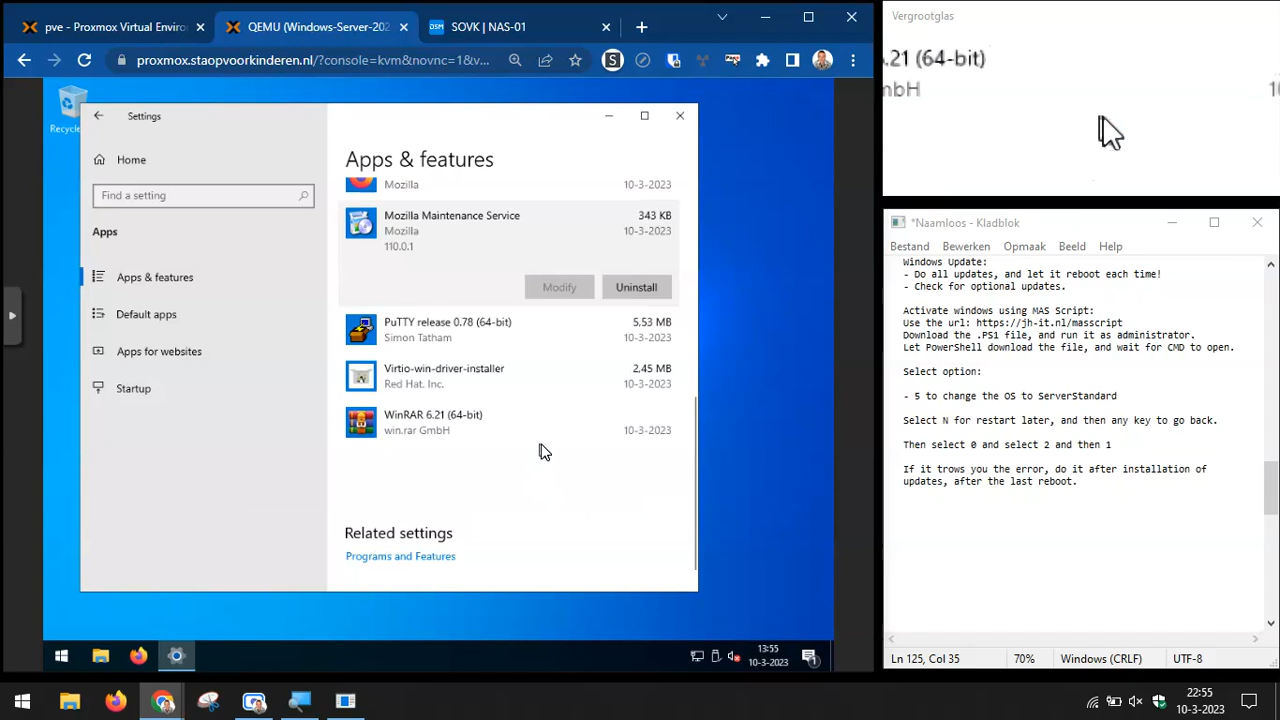 pve - Proxmox Virtual Enviro
QEMU (Windows-Server-202
SOVK | NAS-01
proxmox.staopvoorkinderen.nl/?console=kvm&novnc=1&v...
Recycle
Settings
Home
Find a setting
Apps
Apps & features
Default apps
Apps for websites
Startup
Apps & features
Mozilla
10-3-2023
Mozilla Maintenance Service
343 KB
Mozilla
10-3-2023
110.0.1
Modify
Uninstall
PuTTY release 0.78 (64-bit)
5,53 MB
Simon Tatham
10-3-2023
Virtio-win-driver-installer
2,45 MB
Red Hat, Inc.
10-3-2023
WinRAR 6.21 (64-bit)
win.rar GmbH
10-3-2023
Related settings
Programs and Features
13:55
10-3-2023
1
Vergrootglas
.21 (64-bit)
mbH
10
*Naamloos - Kladblok
Bestand
Bewerken
Opmaak
Beeld
Help
Windows Update:
- Do all updates, and let it reboot each time!
- Check for optional updates.
Activate windows using MAS Script:
Use the url: https://jh-it.nl/masscript
Download the .PS1 file, and run it as administrator.
Let PowerShell download the file, and wait for CMD to open.
Select option:
- 5 to change the OS to ServerStandard
Select N for restart later, and then any key to go back.
Then select 0 and select 2 and then 1
If it trows you the error, do it after installation of
updates, after the last reboot.
Ln 125, Col 35
70%
Windows (CRLF)
UTF-8
22:55
10-3-2023